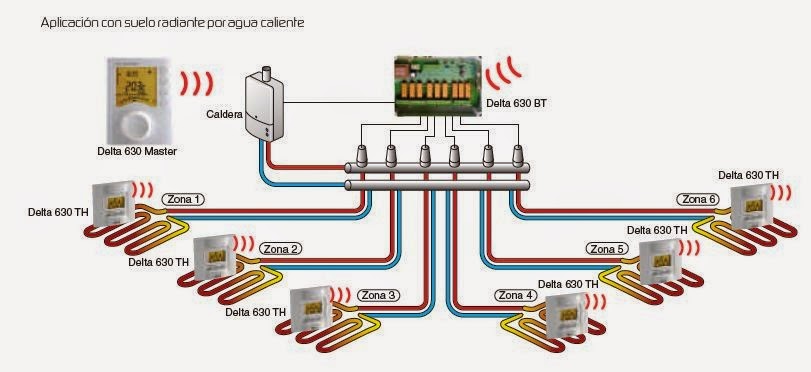 Aplicación con suelo radiante por agua caliente
Delta 630 BT
Caldera
Delta 630 Master
Delta 630 TH
Zona 1
Zona 6
Delta 630 TH
Delta 630 TH
Zona 2
Zona 5
Delta 630 TH
Delta 630 TH
Zona 3
Zona 4
Delta 630 TH